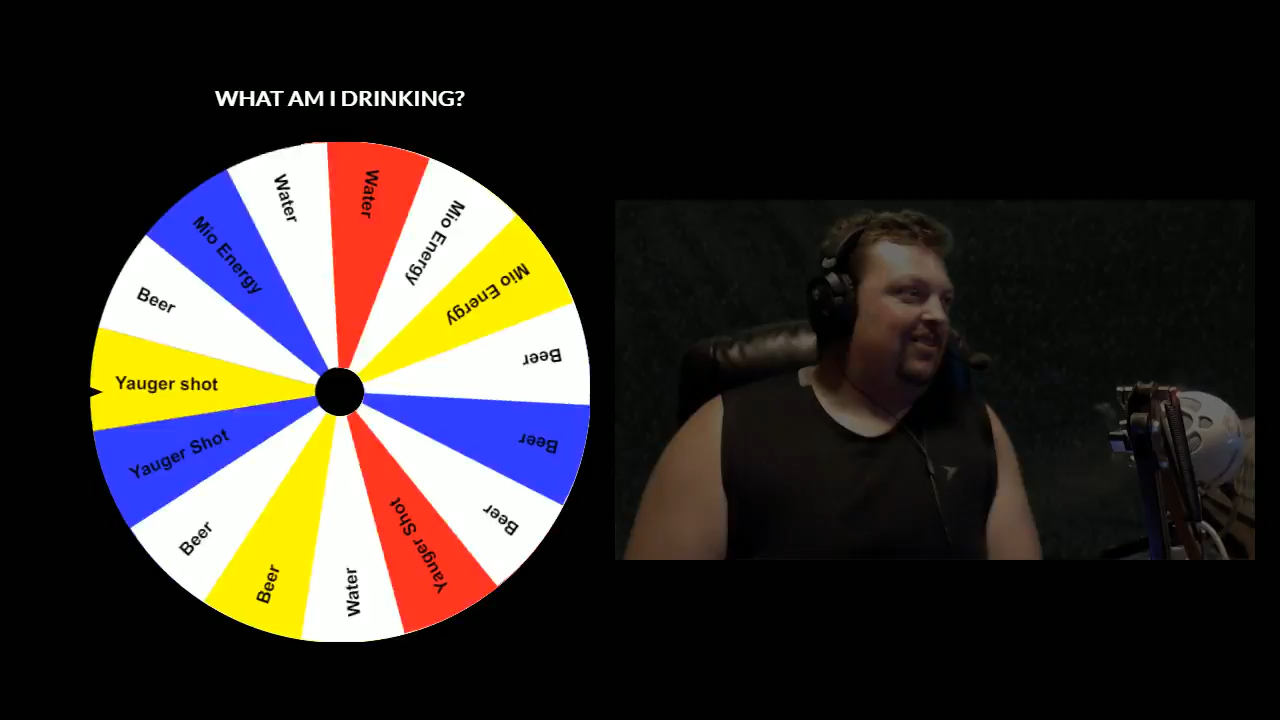 WHAT AM I DRINKING?
Water
Water
Mio Energy
Mio Energy
Beer
Beer
Beer
Yauger Shot
Water
Beer
Beer
Yauger Shot
Yauger shot
Beer
Mio Energy